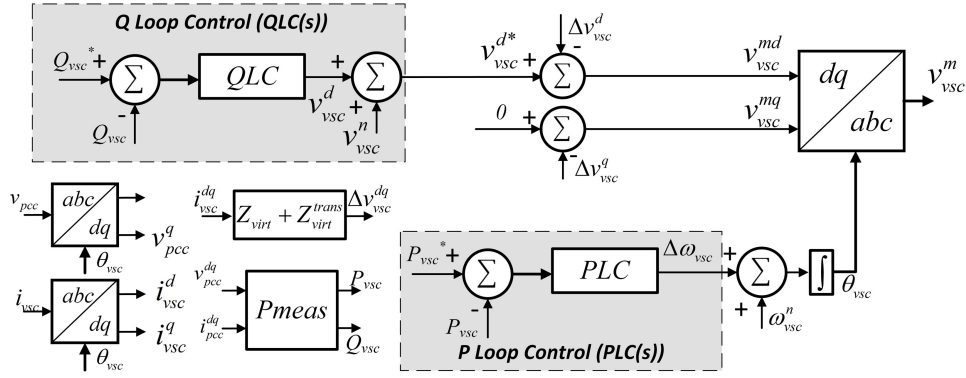 Q Loop Control (QLC(s))
Q_vsc* + Σ QLC + Σ
- Q_vsc
v_vsc^d +
v_vsc^n
v_vsc^d* + Σ
Δv_vsc^d -
v_vsc^md
0 + Σ
- Δv_vsc^q
v_vsc^mq
dq
abc
v_vsc^m
v_pcc abc
dq v_pcc^q
θ_vsc
i_vsc abc i_vsc^d
dq i_vsc^q
θ_vsc
i_vsc^dq Z_virt + Z_virt^trans Δv_vsc^dq
v_pcc^dq Pmeas P_vsc
i_pcc^dq Q_vsc
P_vsc* + Σ PLC Δω_vsc + Σ ∫ θ_vsc
- P_vsc
+ ω_vsc^n
P Loop Control (PLC(s))